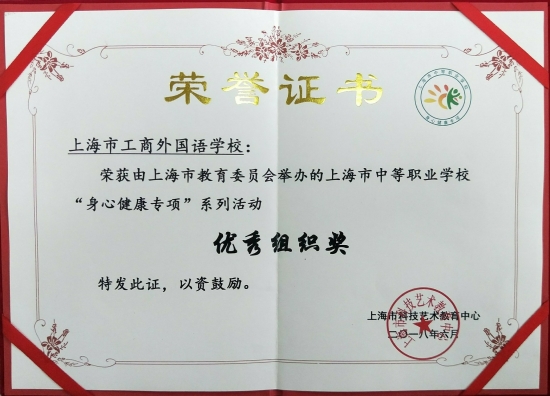 荣誉证书
上海市工商外国语学校：
荣获由上海市教育委员会举办的上海市中等职业学校
“身心健康专项”系列活动
优秀组织奖
特发此证，以资鼓励。
上海市科技艺术教育中心
二〇一八年六月